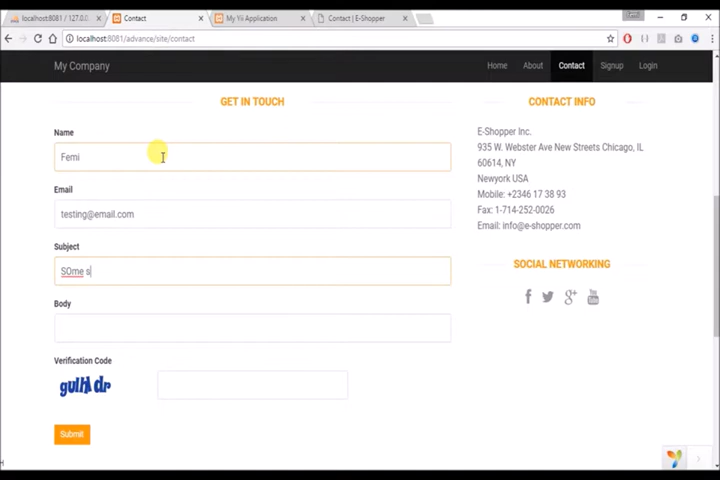 localhost:8081 / 127.0.0
Contact
My Yii Application
Contact | E-Shopper
localhost:8081/advance/site/contact
My Company
Home
About
Contact
Signup
Login
GET IN TOUCH
Name
Femi
Email
testing@email.com
Subject
SOme s
Body
Verification Code
Submit
CONTACT INFO
E-Shopper Inc.
935 W. Webster Ave New Streets Chicago, IL
60614, NY
Newyork USA
Mobile: +2346 17 38 93
Fax: 1-714-252-0026
Email: info@e-shopper.com
SOCIAL NETWORKING
You